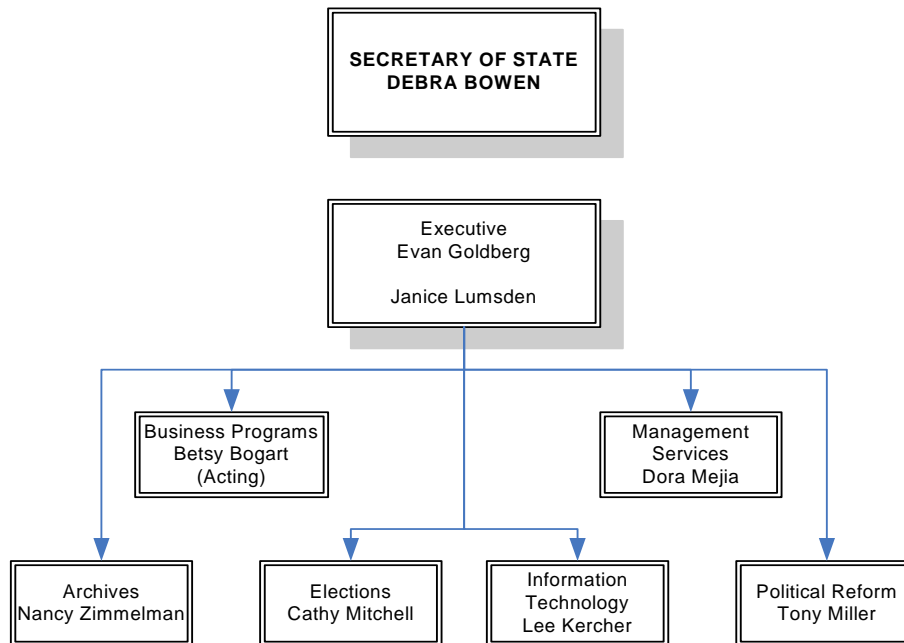 SECRETARY OF STATE
DEBRA BOWEN
Executive
Evan Goldberg
Janice Lumsden
Business Programs
Betsy Bogart
(Acting)
Management
Services
Dora Mejia
Archives
Nancy Zimmelman
Elections
Cathy Mitchell
Information
Technology
Lee Kercher
Political Reform
Tony Miller